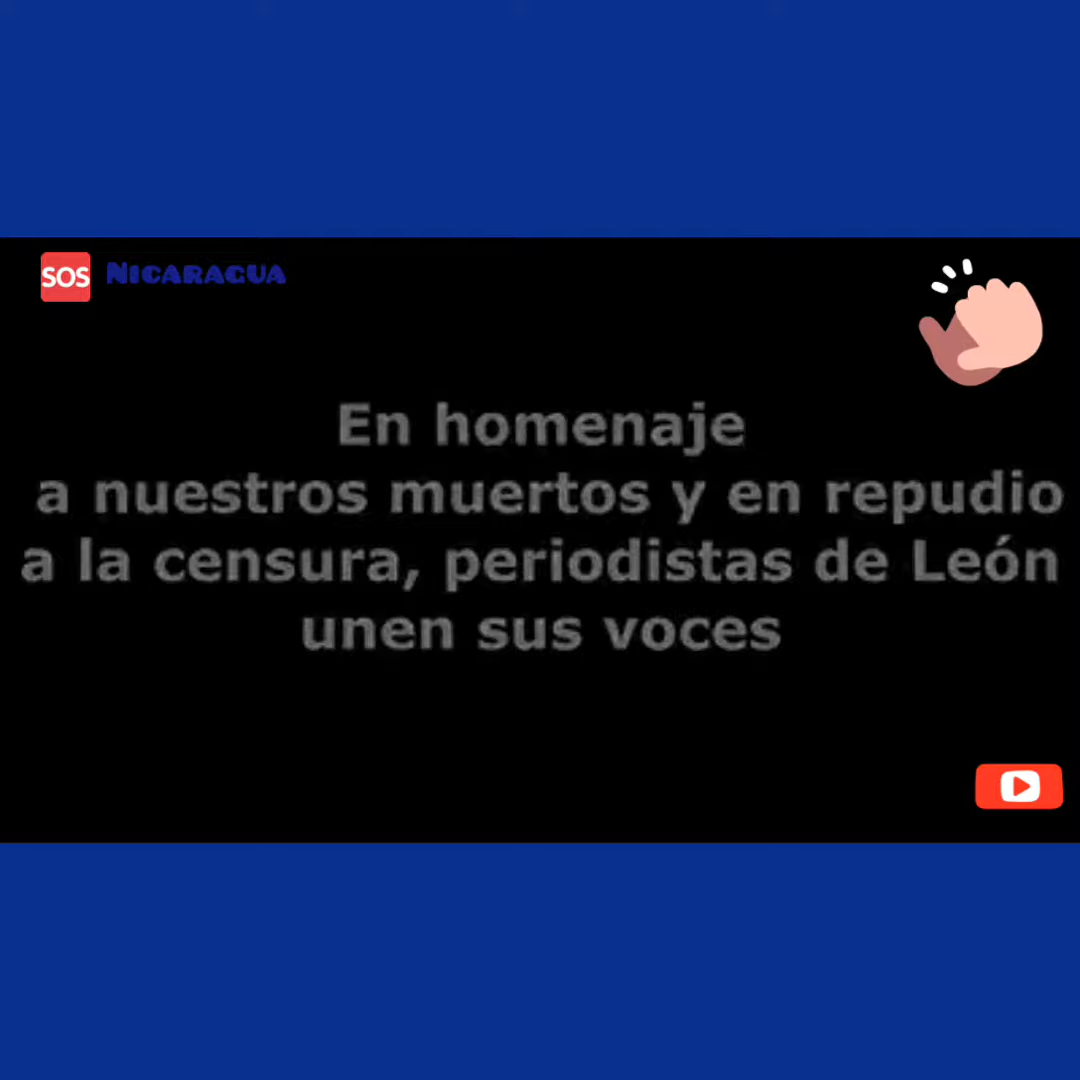 SOS NICARAGUA
En homenaje
a nuestros muertos y en repudio
a la censura, periodistas de León
unen sus voces